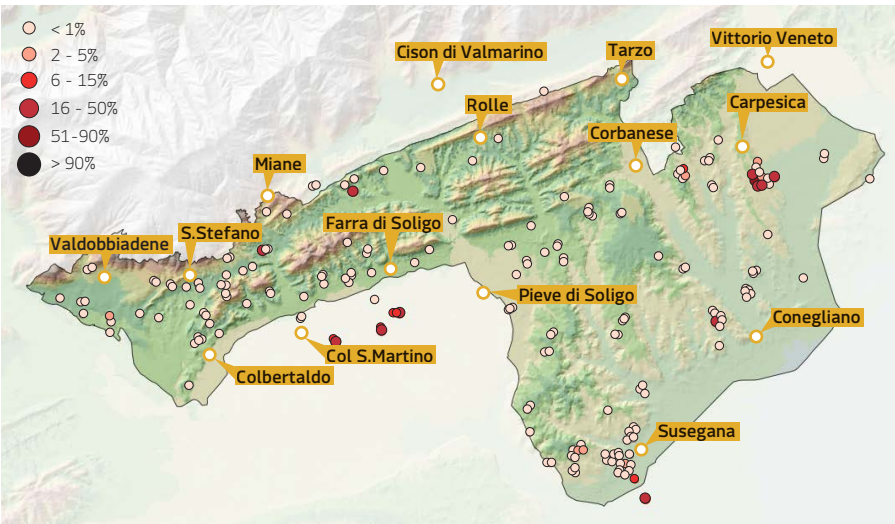 < 1%
2 - 5%
6 - 15%
16 - 50%
51-90%
> 90%
Vittorio Veneto
Cison di Valmarino
Tarzo
Rolle
Carpesica
Corbanese
Miane
Farra di Soligo
S.Stefano
Valdobbiadene
Pieve di Soligo
Conegliano
Col S.Martino
Colbertaldo
Susegana